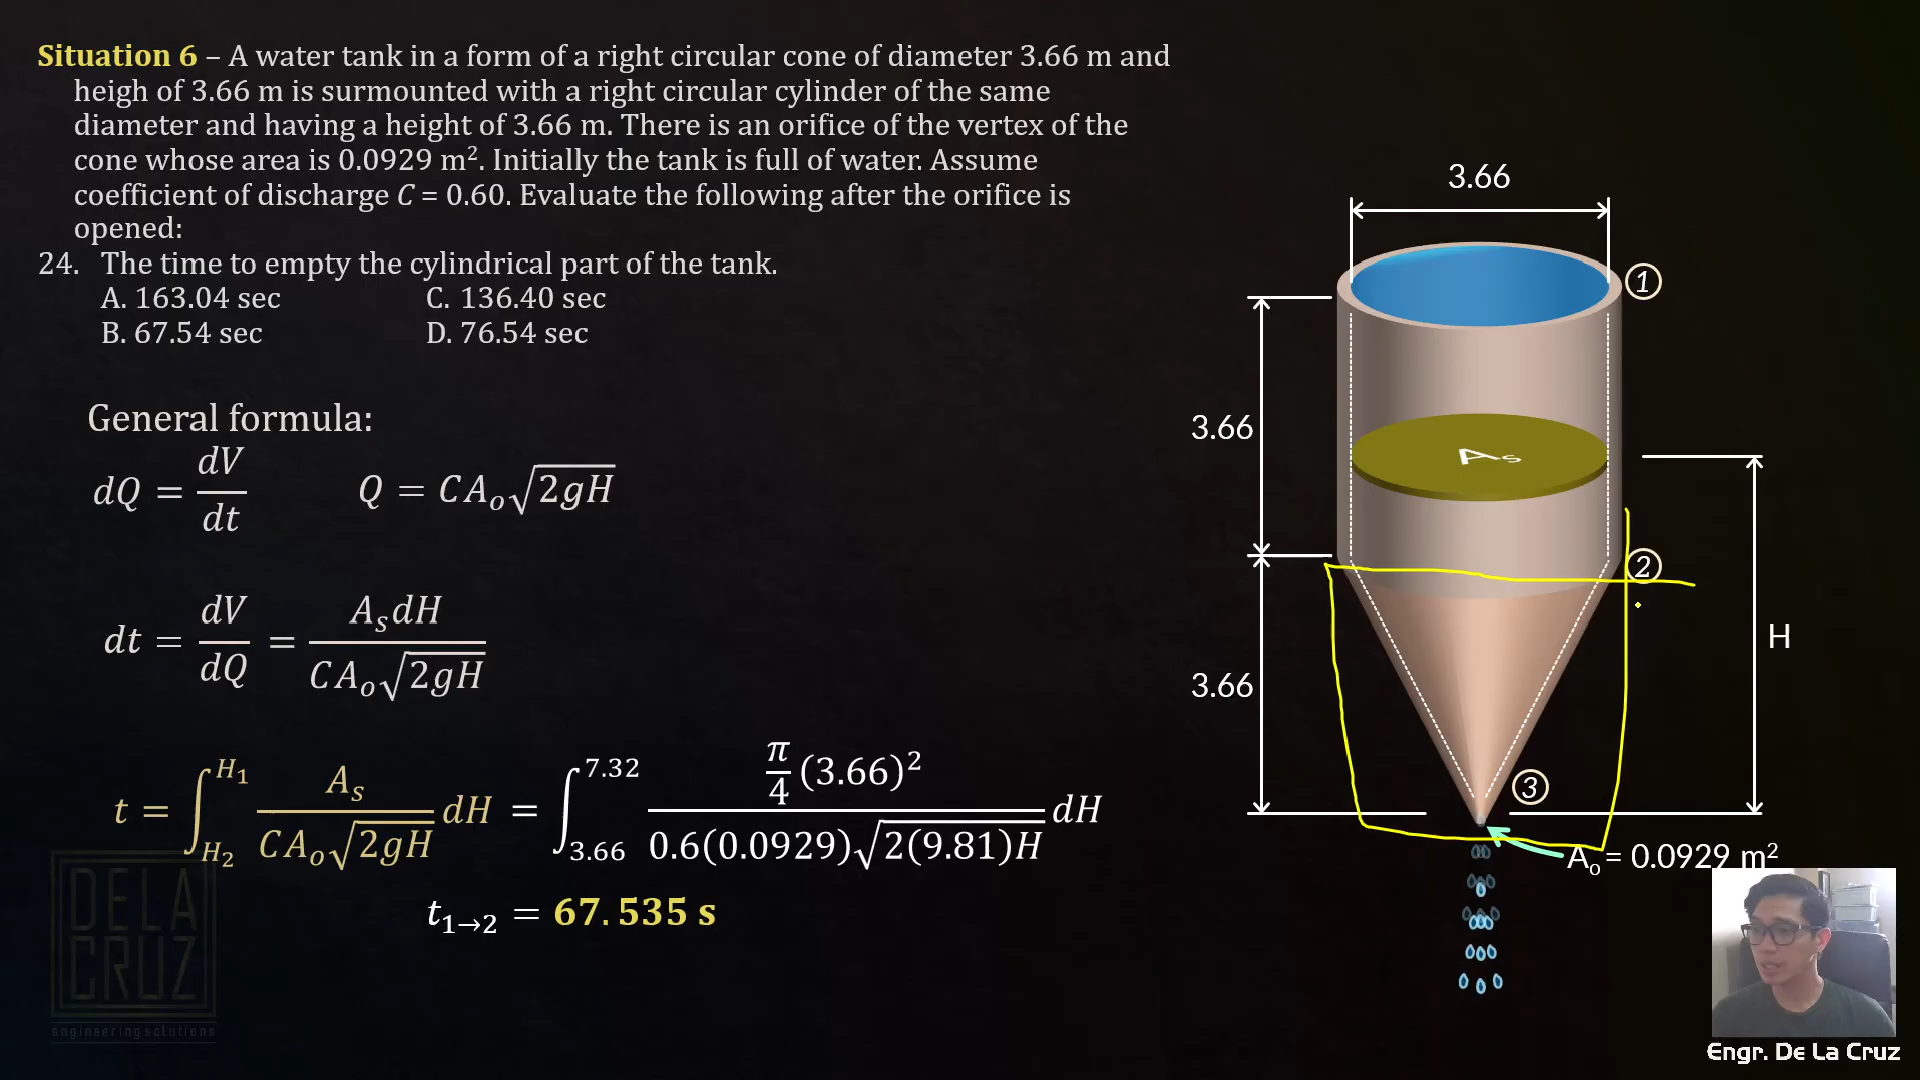 Situation 6 – A water tank in a form of a right circular cone of diameter 3.66 m and
heigh of 3.66 m is surmounted with a right circular cylinder of the same
diameter and having a height of 3.66 m. There is an orifice of the vertex of the
cone whose area is 0.0929 m². Initially the tank is full of water. Assume
coefficient of discharge C = 0.60. Evaluate the following after the orifice is
opened:
24. The time to empty the cylindrical part of the tank.
A. 163.04 sec C. 136.40 sec
B. 67.54 sec D. 76.54 sec
General formula:
dQ = dV/dt Q = CAₒ√(2gH)
dt = dV/dQ = AₛdH/(CAₒ√(2gH))
t = ∫_{H₂}^{H₁} Aₛ/(CAₒ√(2gH)) dH = ∫_{3.66}^{7.32} (π/4 (3.66)²)/(0.6(0.0929)√(2(9.81)H)) dH
t₁→₂ = 67.535 s
3.66
①
3.66
Aₛ
②
H
3.66
③
Aₒ = 0.0929 m²
DELA
CRUZ
engineering solutions
Engr. De La Cruz